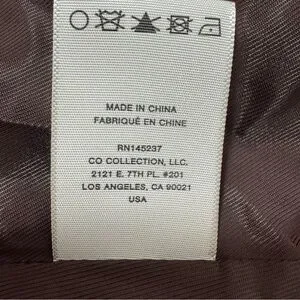 MADE IN CHINA
FABRIQUÉ EN CHINE
RN145237
CO COLLECTION, LLC.
2121 E. 7TH PL. #201
LOS ANGELES, CA 90021
USA